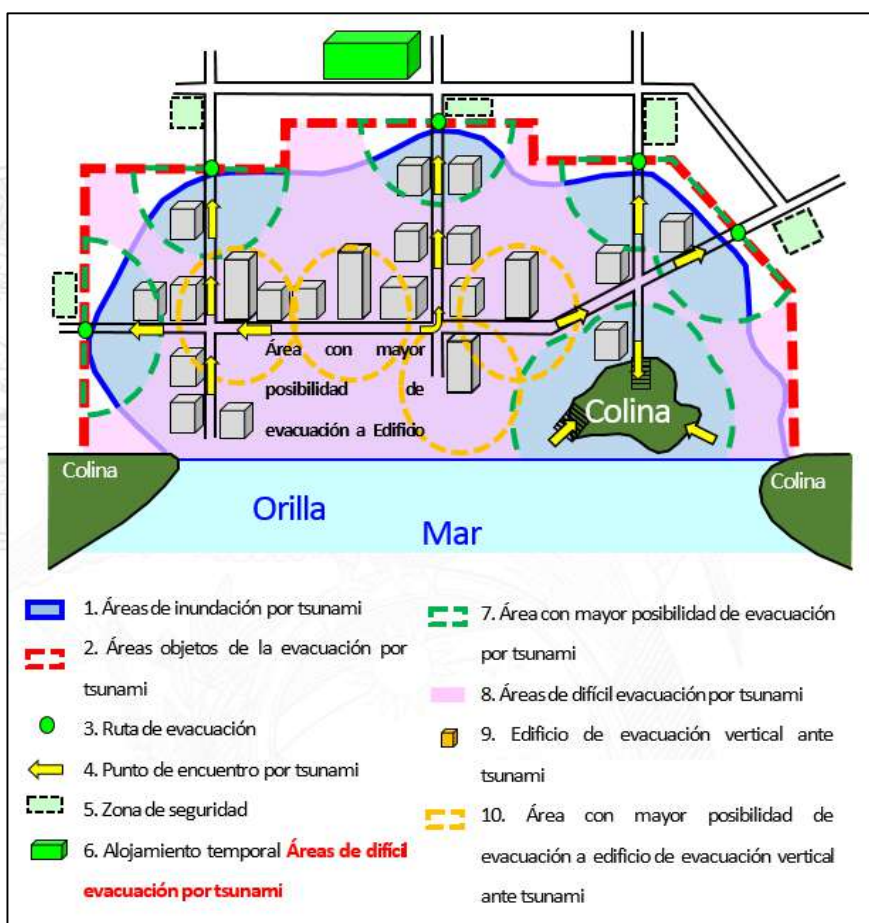 Área con mayor
posibilidad de
evacuación a Edificio
Colina
Colina
Colina
Orilla
Mar
1. Áreas de inundación por tsunami
2. Áreas objetos de la evacuación por
tsunami
3. Ruta de evacuación
4. Punto de encuentro por tsunami
5. Zona de seguridad
6. Alojamiento temporal Áreas de difícil
evacuación por tsunami
7. Área con mayor posibilidad de evacuación
por tsunami
8. Áreas de difícil evacuación por tsunami
9. Edificio de evacuación vertical ante
tsunami
10. Área con mayor posibilidad de
evacuación a edificio de evacuación vertical
ante tsunami